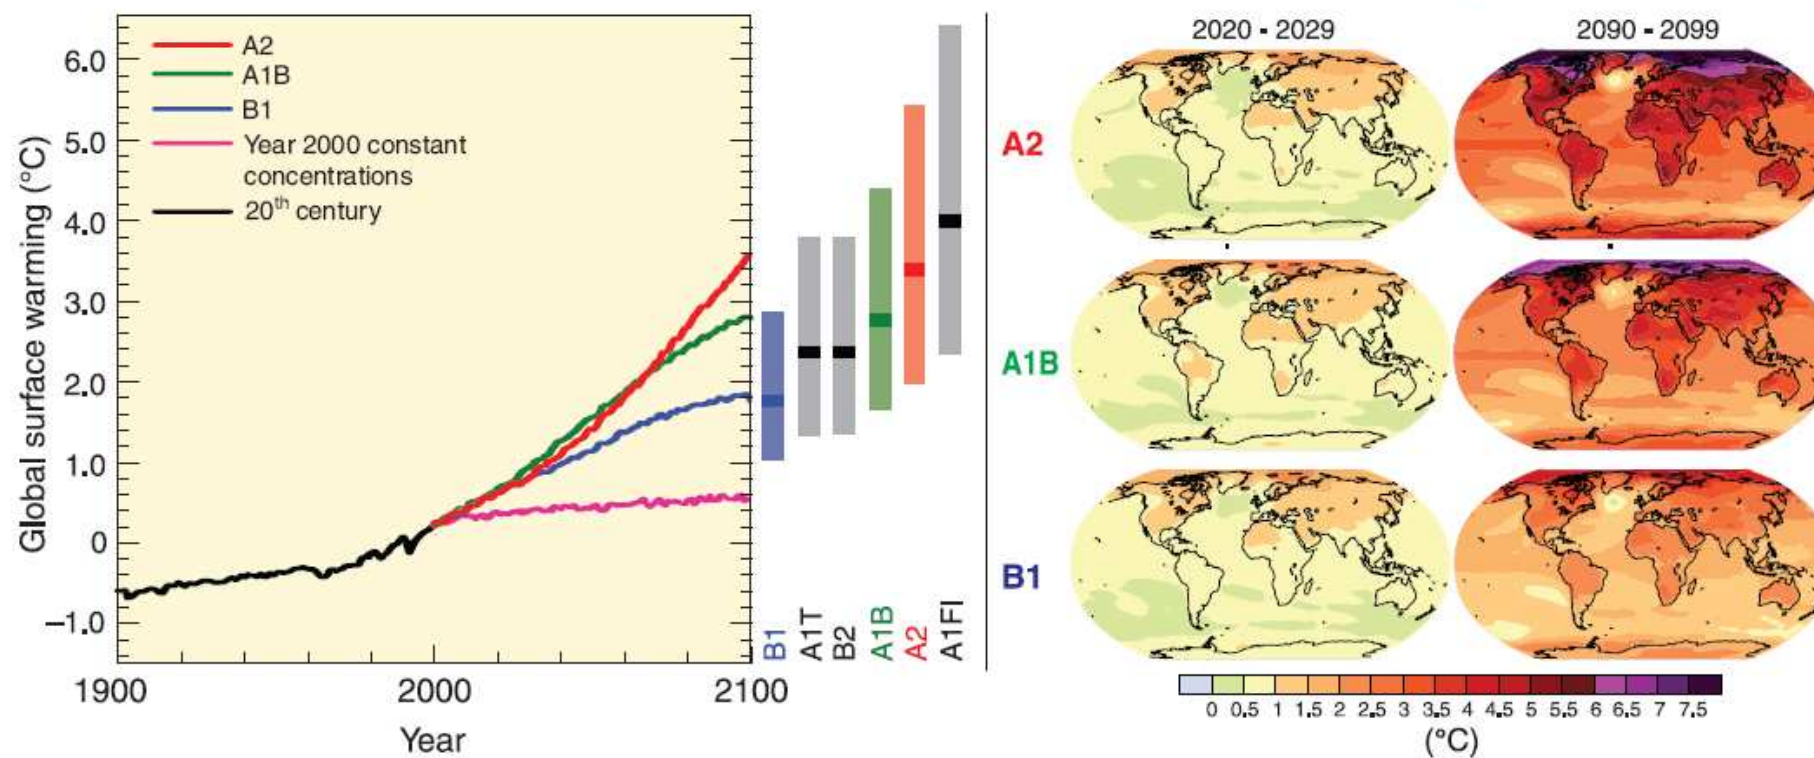 A2
A1B
B1
Year 2000 constant
concentrations
20th century
Global surface warming (°C)
6.0
5.0
4.0
3.0
2.0
1.0
0
–1.0
1900 2000 2100
Year
B1
A1T
B2
A1B
A2
A1FI
2020 - 2029 2090 - 2099
A2
A1B
B1
0 0.5 1 1.5 2 2.5 3 3.5 4 4.5 5 5.5 6 6.5 7 7.5
(°C)